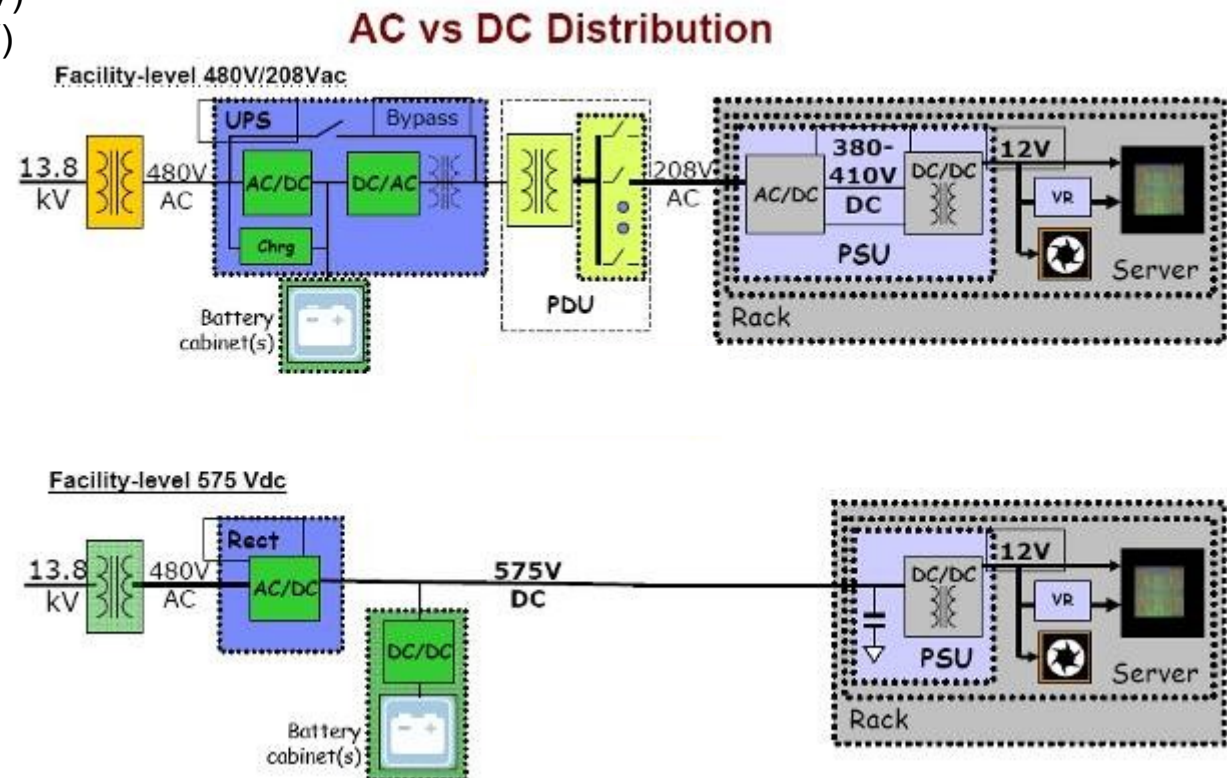 AC vs DC Distribution
Facility-level 480V/208Vac
13.8
kV
480V
AC
UPS
Bypass
AC/DC
DC/AC
Chrg
Battery
cabinet(s)
PDU
208V
AC
AC/DC
380-
410V
DC
DC/DC
PSU
12V
VR
Server
Rack
Facility-level 575 Vdc
13.8
kV
480V
AC
Rect
AC/DC
575V
DC
DC/DC
Battery
cabinet(s)
DC/DC
PSU
12V
VR
Server
Rack